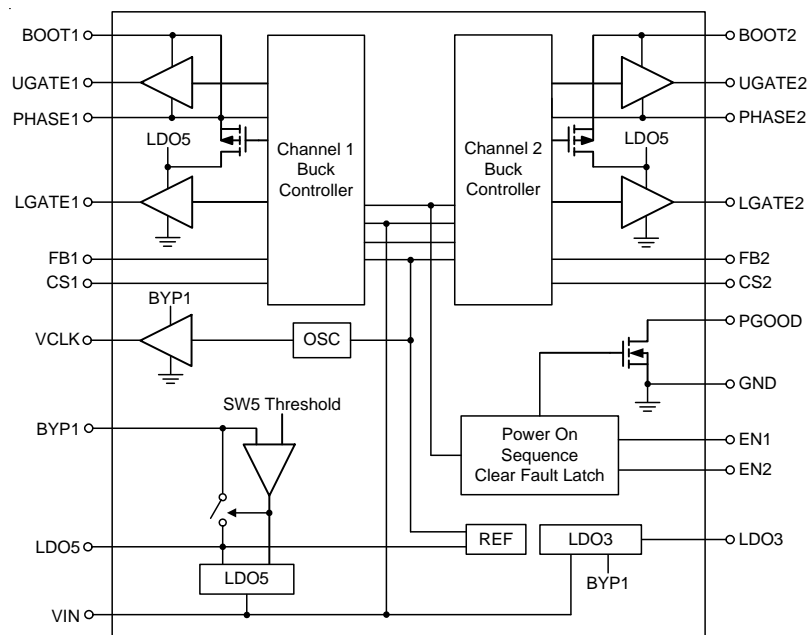 BOOT1
BOOT2
UGATE1
UGATE2
PHASE1
PHASE2
LDO5
LDO5
Channel 1
Buck
Controller
Channel 2
Buck
Controller
LGATE1
LGATE2
FB1
FB2
CS1
CS2
BYP1
PGOOD
VCLK
OSC
GND
SW5 Threshold
BYP1
Power On
Sequence
Clear Fault Latch
EN1
EN2
LDO5
REF
LDO3
LDO3
LDO5
BYP1
VIN